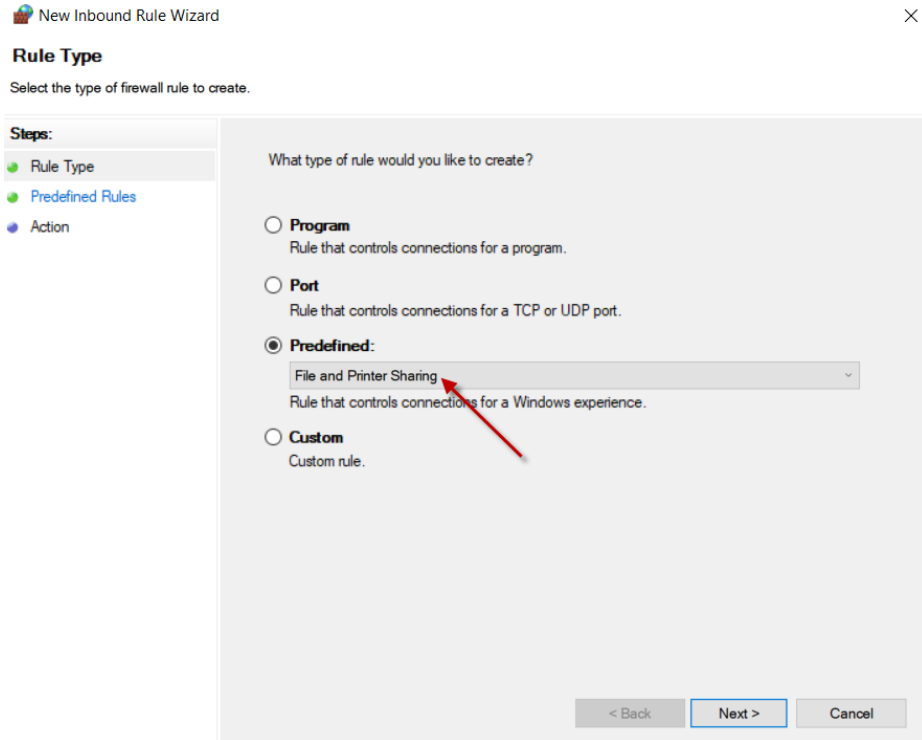 New Inbound Rule Wizard
Rule Type
Select the type of firewall rule to create.
Steps:
Rule Type
Predefined Rules
Action
What type of rule would you like to create?
Program
Rule that controls connections for a program.
Port
Rule that controls connections for a TCP or UDP port.
Predefined:
File and Printer Sharing
Rule that controls connections for a Windows experience.
Custom
Custom rule.
< Back
Next >
Cancel